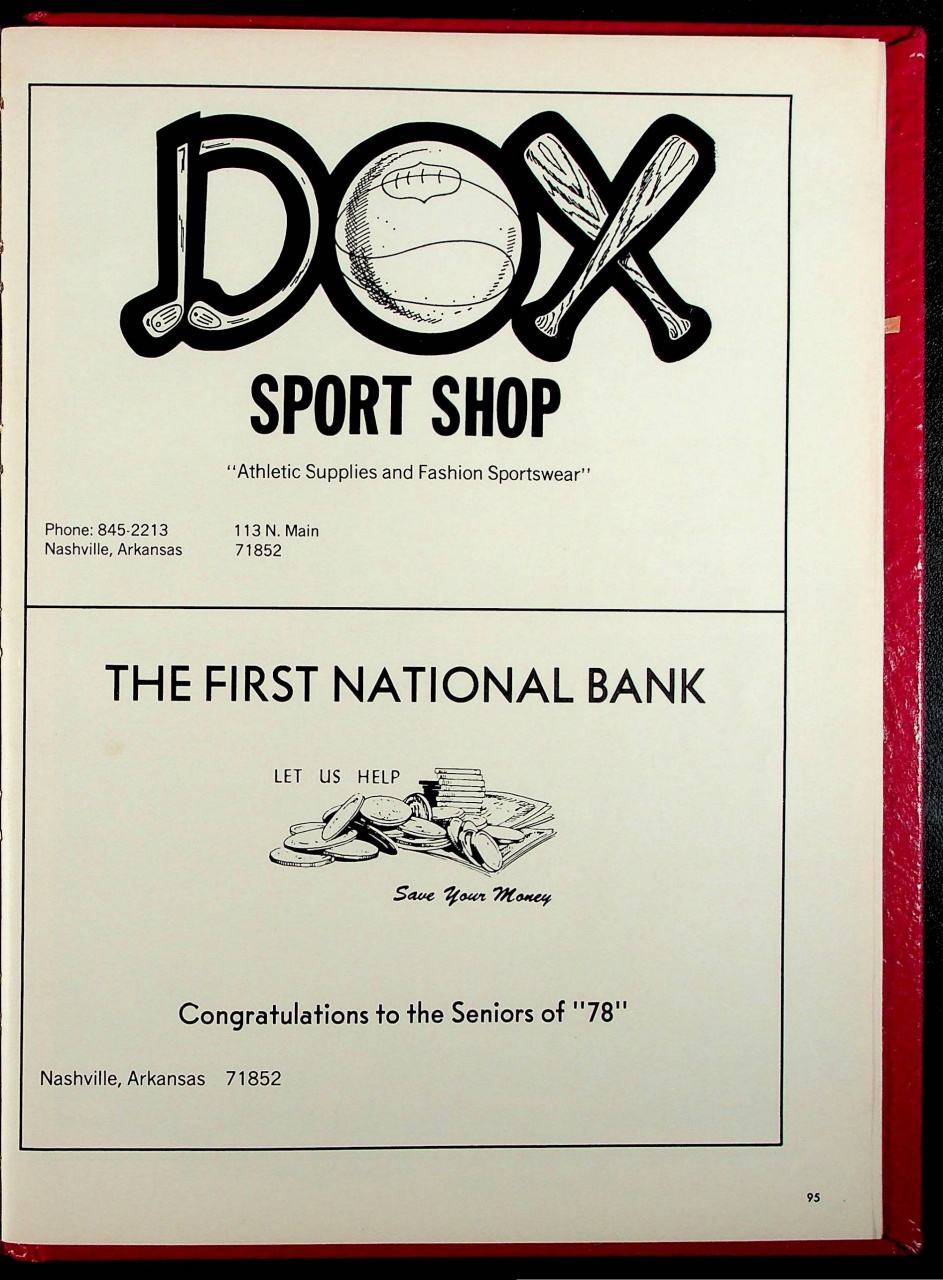 DOX
SPORT SHOP
"Athletic Supplies and Fashion Sportswear"
Phone: 845-2213 113 N. Main
Nashville, Arkansas 71852
THE FIRST NATIONAL BANK
LET US HELP
Save Your Money
Congratulations to the Seniors of "78"
Nashville, Arkansas 71852
95